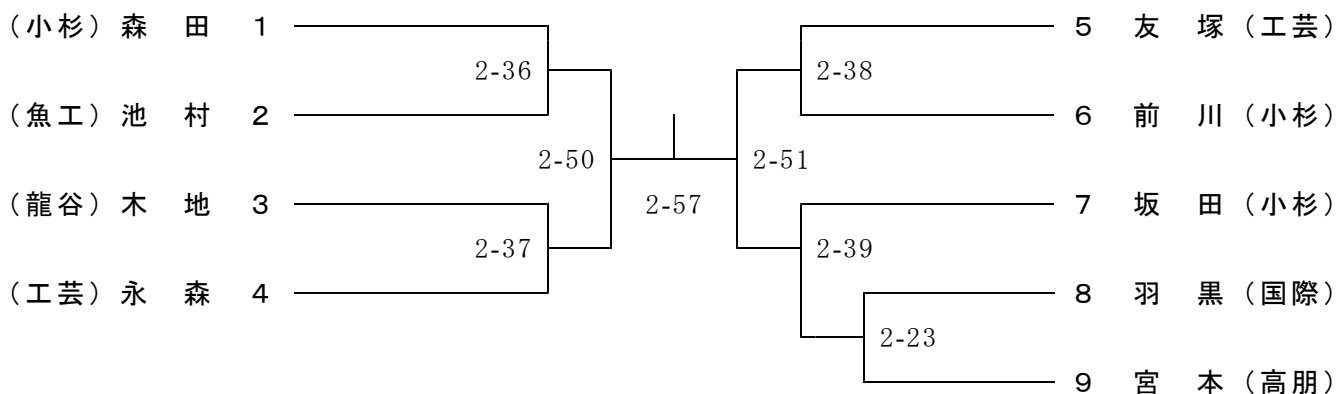 (小杉) 森 田 1
5 友 塚 (工芸)
2-36
2-38
(魚工) 池 村 2
6 前 川 (小杉)
2-50
2-51
(龍谷) 木 地 3
2-57
7 坂 田 (小杉)
2-37
2-39
(工芸) 永 森 4
8 羽 黒 (国際)
2-23
9 宮 本 (高朋)